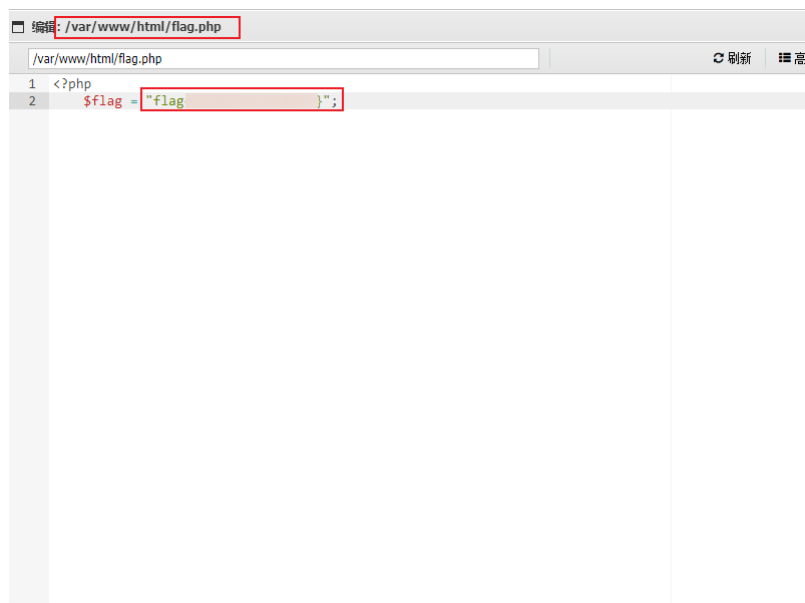 编辑: /var/www/html/flag.php
/var/www/html/flag.php 刷新 高
1 <?php
2 $flag = "flag }";